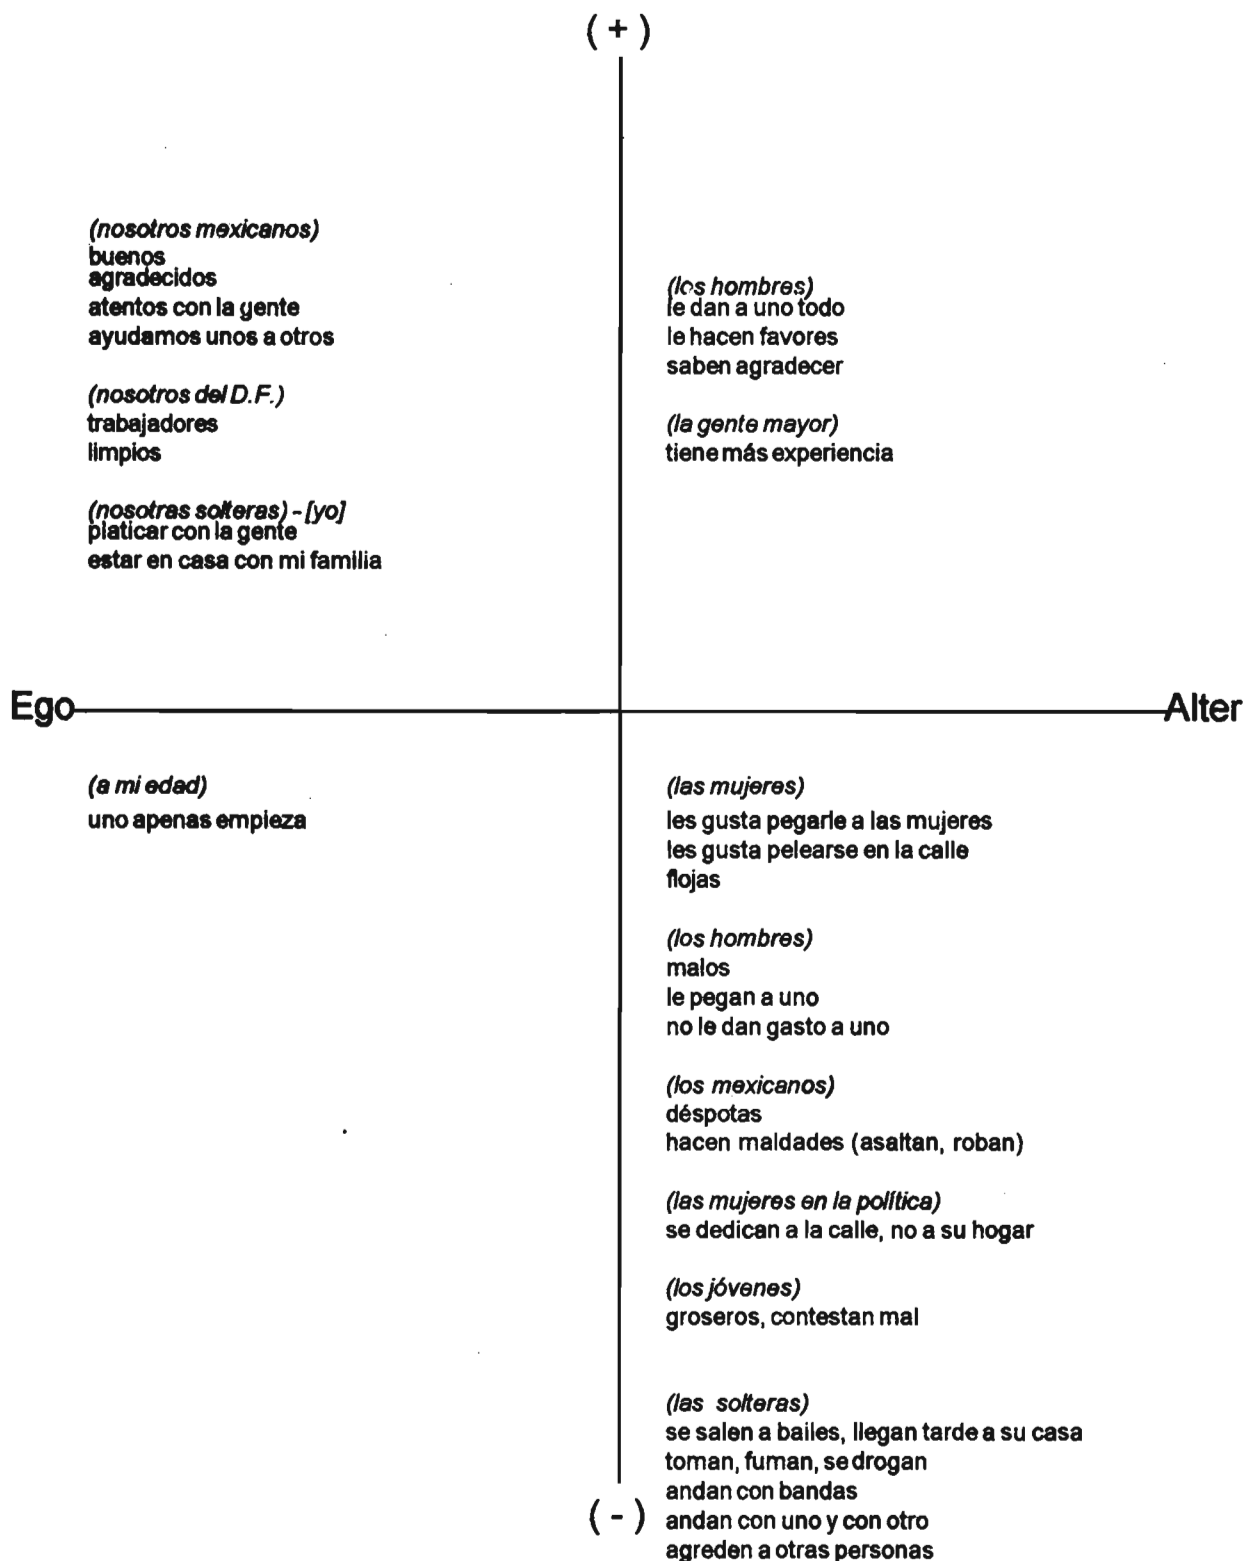 ( + )
(nosotros mexicanos)
buenos
agradecidos
atentos con la gente
ayudamos unos a otros
(nosotros del D.F.)
trabajadores
limpios
(nosotras solteras) - [yo]
platicar con la gente
estar en casa con mi familia
(los hombres)
le dan a uno todo
le hacen favores
saben agradecer
(la gente mayor)
tiene más experiencia
Ego
Alter
(a mi edad)
uno apenas empieza
(las mujeres)
les gusta pegarle a las mujeres
les gusta pelearse en la calle
flojas
(los hombres)
malos
le pegan a uno
no le dan gasto a uno
(los mexicanos)
déspotas
hacen maldades (asaltan, roban)
(las mujeres en la política)
se dedican a la calle, no a su hogar
(los jóvenes)
groseros, contestan mal
(las solteras)
se salen a bailes, llegan tarde a su casa
toman, fuman, se drogan
andan con bandas
andan con uno y con otro
agreden a otras personas
( - )